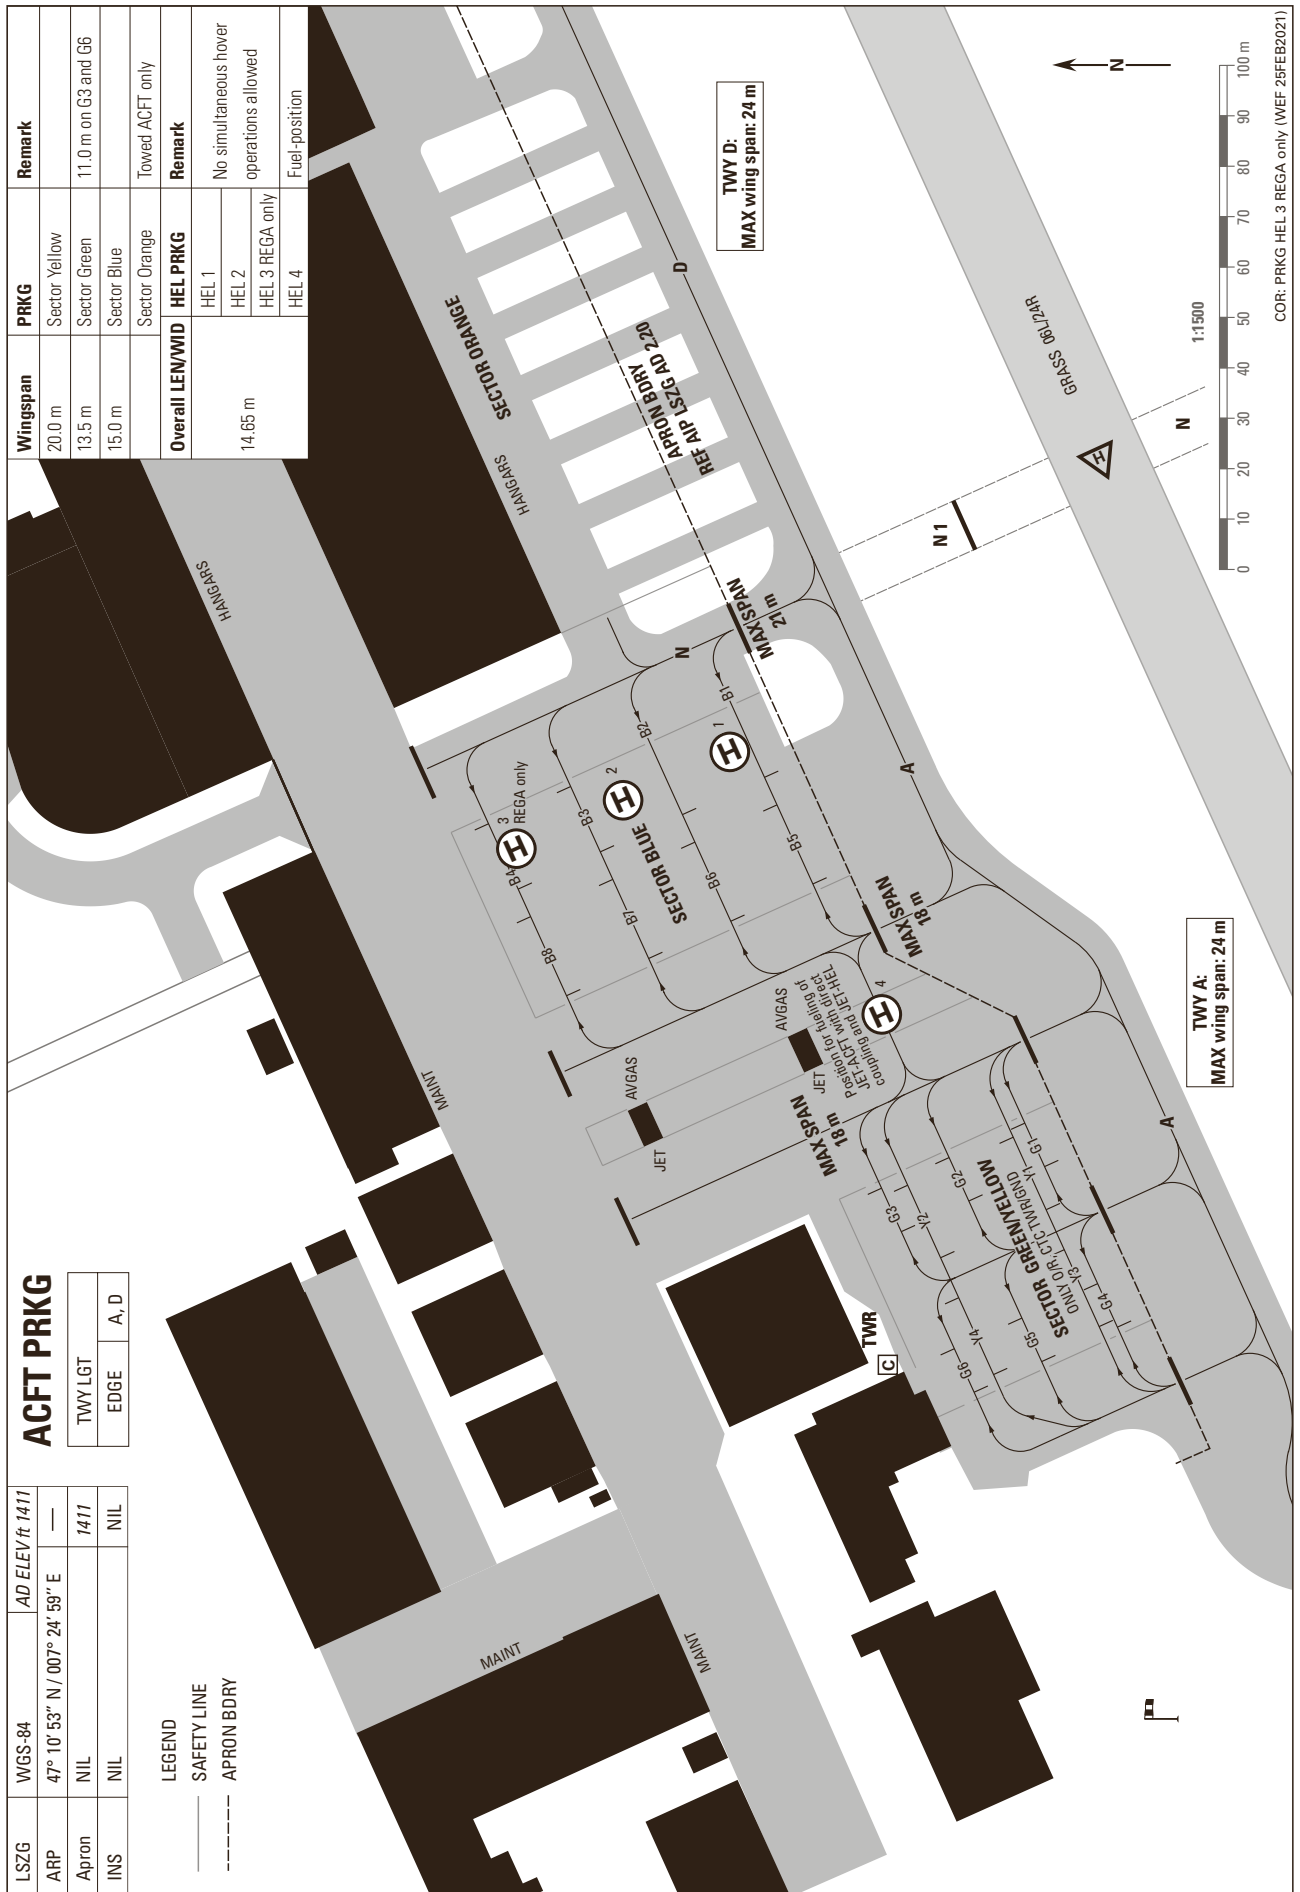 LSZG WGS-84 AD ELEV ft 1411
ARP 47° 10' 53" N / 007° 24' 59" E —
Apron NIL 1411
INS NIL NIL
ACFT PRKG
TWY LGT
EDGE A, D
LEGEND
SAFETY LINE
APRON BDRY
Wingspan PRKG Remark
20.0 m Sector Yellow
13.5 m Sector Green 11.0 m on G3 and G6
15.0 m Sector Blue
Sector Orange Towed ACFT only
Overall LEN/WID HEL PRKG Remark
14.65 m
HEL 1
HEL 2
HEL 3 REGA only
No simultaneous hover
operations allowed
HEL 4 Fuel-position
HANGARS
HANGARS
SECTOR ORANGE
MAINT
MAINT
MAINT
APRON BDRY
REF AIP LSZG AD 2.20
D
TWY D:
MAX wing span: 24 m
N
MAX SPAN
21 m
N
B1
B2
B3
B4
B5
B6
B7
B8
H 1
H 2
H 3
REGA only
SECTOR BLUE
AVGAS
JET
AVGAS
JET
Position for fueling of
JET-ACFT with direct
coupling and JET-HEL
H 4
MAX SPAN
18 m
MAX SPAN
18 m
A
A
N 1
N
GRASS 06L/24R
H
TWR
C
G1
G2
G3
G4
G5
G6
Y1
Y2
Y3
Y4
SECTOR GREEN/YELLOW
ONLY O/R, CTC TWR/GND
TWY A:
MAX wing span: 24 m
1:1500
0 10 20 30 40 50 60 70 80 90 100 m
COR: PRKG HEL 3 REGA only (WEF 25FEB2021)